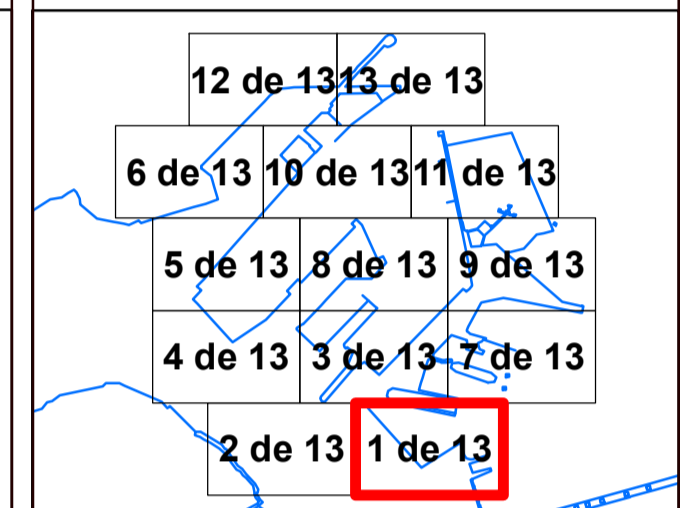 12 de 13 13 de 13
6 de 13 10 de 13 11 de 13
5 de 13 8 de 13 9 de 13
4 de 13 3 de 13 7 de 13
2 de 13 1 de 13